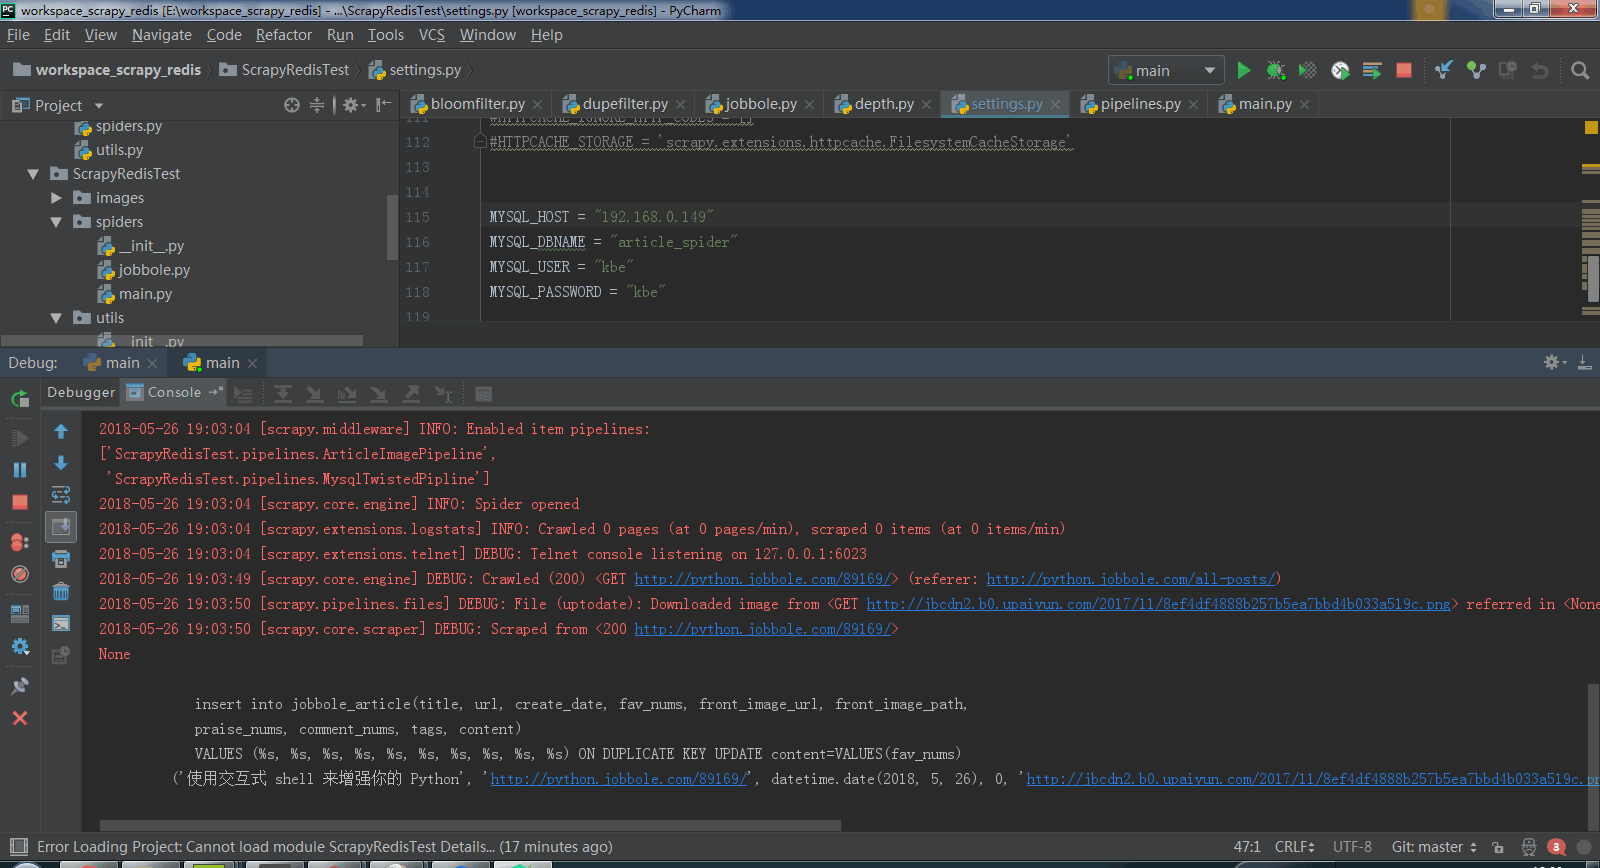 workspace_scrapy_redis [E:\workspace_scrapy_redis] - ...\ScrapyRedisTest\settings.py [workspace_scrapy_redis] - PyCharm
File Edit View Navigate Code Refactor Run Tools VCS Window Help
workspace_scrapy_redis ScrapyRedisTest settings.py main
Project bloomfilter.py dupefilter.py jobbole.py depth.py settings.py pipelines.py main.py
spiders.py
utils.py
ScrapyRedisTest
images
spiders
__init__.py
jobbole.py
main.py
utils
__init__.py
111 #HTTPCACHE_IGNORE_HTTP_CODES = []
112 #HTTPCACHE_STORAGE = 'scrapy.extensions.httpcache.FilesystemCacheStorage'
113
114
115 MYSQL_HOST = "192.168.0.149"
116 MYSQL_DBNAME = "article_spider"
117 MYSQL_USER = "kbe"
118 MYSQL_PASSWORD = "kbe"
119
Debug: main main
Debugger Console
2018-05-26 19:03:04 [scrapy.middleware] INFO: Enabled item pipelines:
['ScrapyRedisTest.pipelines.ArticleImagePipeline',
'ScrapyRedisTest.pipelines.MysqlTwistedPipline']
2018-05-26 19:03:04 [scrapy.core.engine] INFO: Spider opened
2018-05-26 19:03:04 [scrapy.extensions.logstats] INFO: Crawled 0 pages (at 0 pages/min), scraped 0 items (at 0 items/min)
2018-05-26 19:03:04 [scrapy.extensions.telnet] DEBUG: Telnet console listening on 127.0.0.1:6023
2018-05-26 19:03:49 [scrapy.core.engine] DEBUG: Crawled (200) <GET http://python.jobbole.com/89169/> (referer: http://python.jobbole.com/all-posts/)
2018-05-26 19:03:50 [scrapy.pipelines.files] DEBUG: File (uptodate): Downloaded image from <GET http://jbcdn2.b0.upaiyun.com/2017/11/8ef4df4888b257b5ea7bbd4b033a519c.png> referred in <None
2018-05-26 19:03:50 [scrapy.core.scraper] DEBUG: Scraped from <200 http://python.jobbole.com/89169/>
None
insert into jobbole_article(title, url, create_date, fav_nums, front_image_url, front_image_path,
praise_nums, comment_nums, tags, content)
VALUES (%s, %s, %s, %s, %s, %s, %s, %s, %s, %s) ON DUPLICATE KEY UPDATE content=VALUES(fav_nums)
('使用交互式 shell 来增强你的 Python', 'http://python.jobbole.com/89169/', datetime.date(2018, 5, 26), 0, 'http://jbcdn2.b0.upaiyun.com/2017/11/8ef4df4888b257b5ea7bbd4b033a519c.pn
Error Loading Project: Cannot load module ScrapyRedisTest Details... (17 minutes ago) 47:1 CRLF UTF-8 Git: master 3